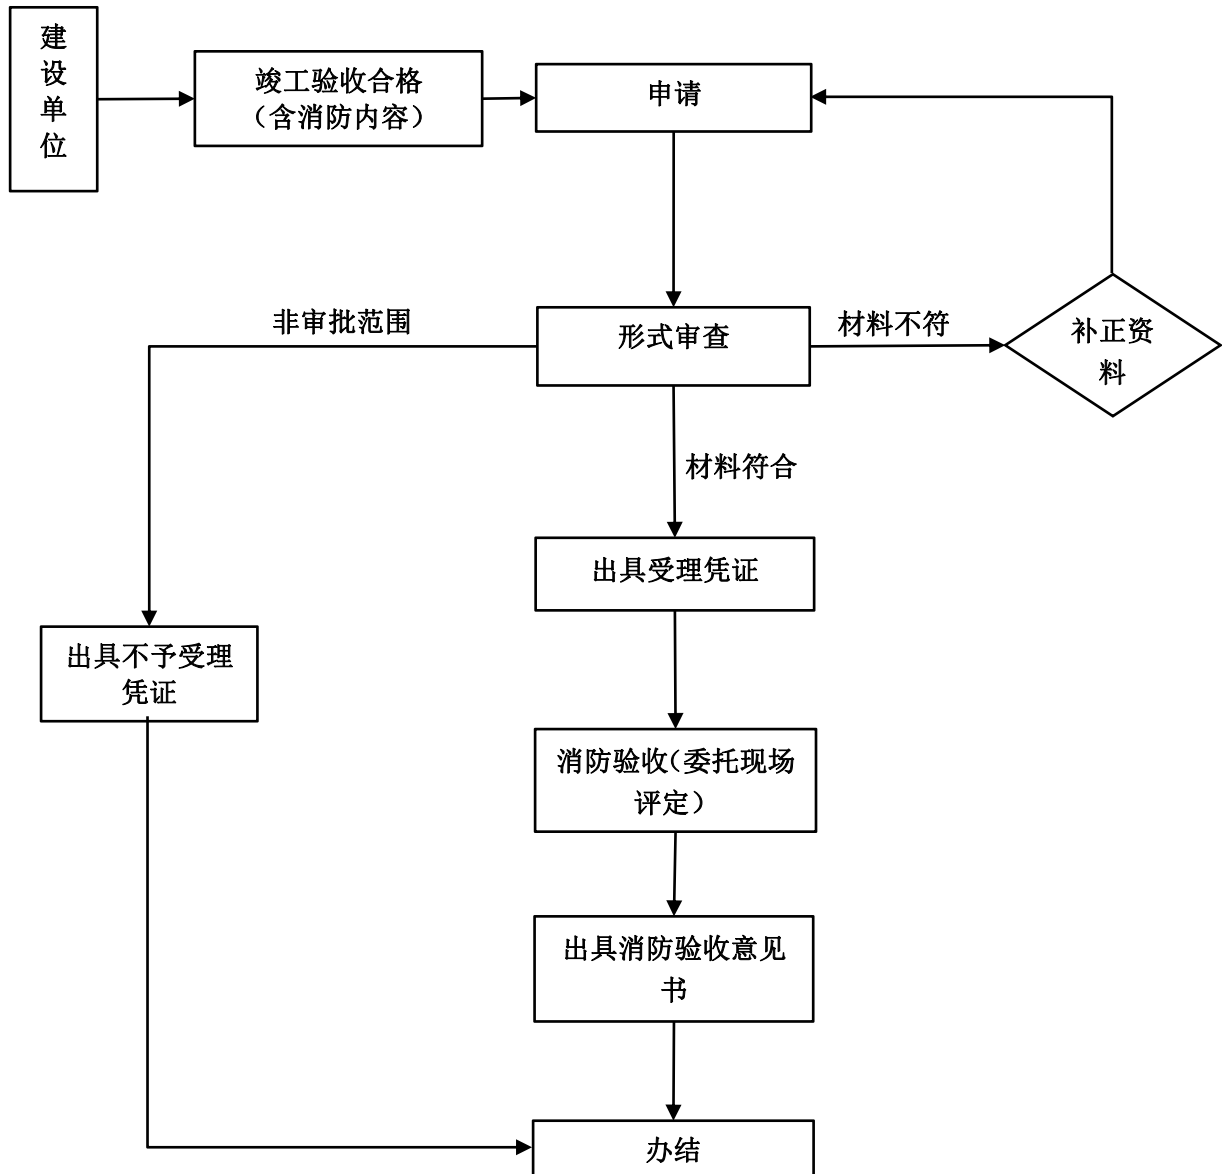 建
设
单
位
竣工验收合格
（含消防内容）
申请
非审批范围
形式审查
材料不符
补正资
料
材料符合
出具受理凭证
出具不予受理
凭证
消防验收（委托现场
评定）
出具消防验收意见
书
办结